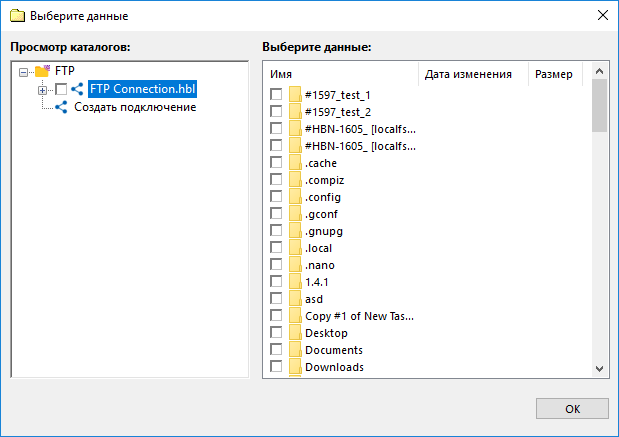 Выберите данные
Просмотр каталогов:
Выберите данные:
FTP
FTP Connection.hbl
Создать подключение
Имя Дата изменения Размер
#1597_test_1
#1597_test_2
#HBN-1605_ [localfs...
#HBN-1605_ [localfs...
.cache
.compiz
.config
.gconf
.gnupg
.local
.nano
1.4.1
asd
Copy #1 of New Tas...
Desktop
Documents
Downloads
OK